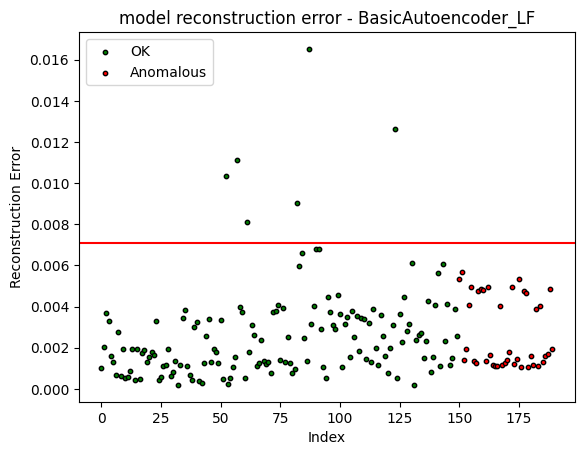 model reconstruction error - BasicAutoencoder_LF
OK
Anomalous
0.016
0.014
0.012
0.010
0.008
0.006
0.004
0.002
0.000
Reconstruction Error
0 25 50 75 100 125 150 175
Index